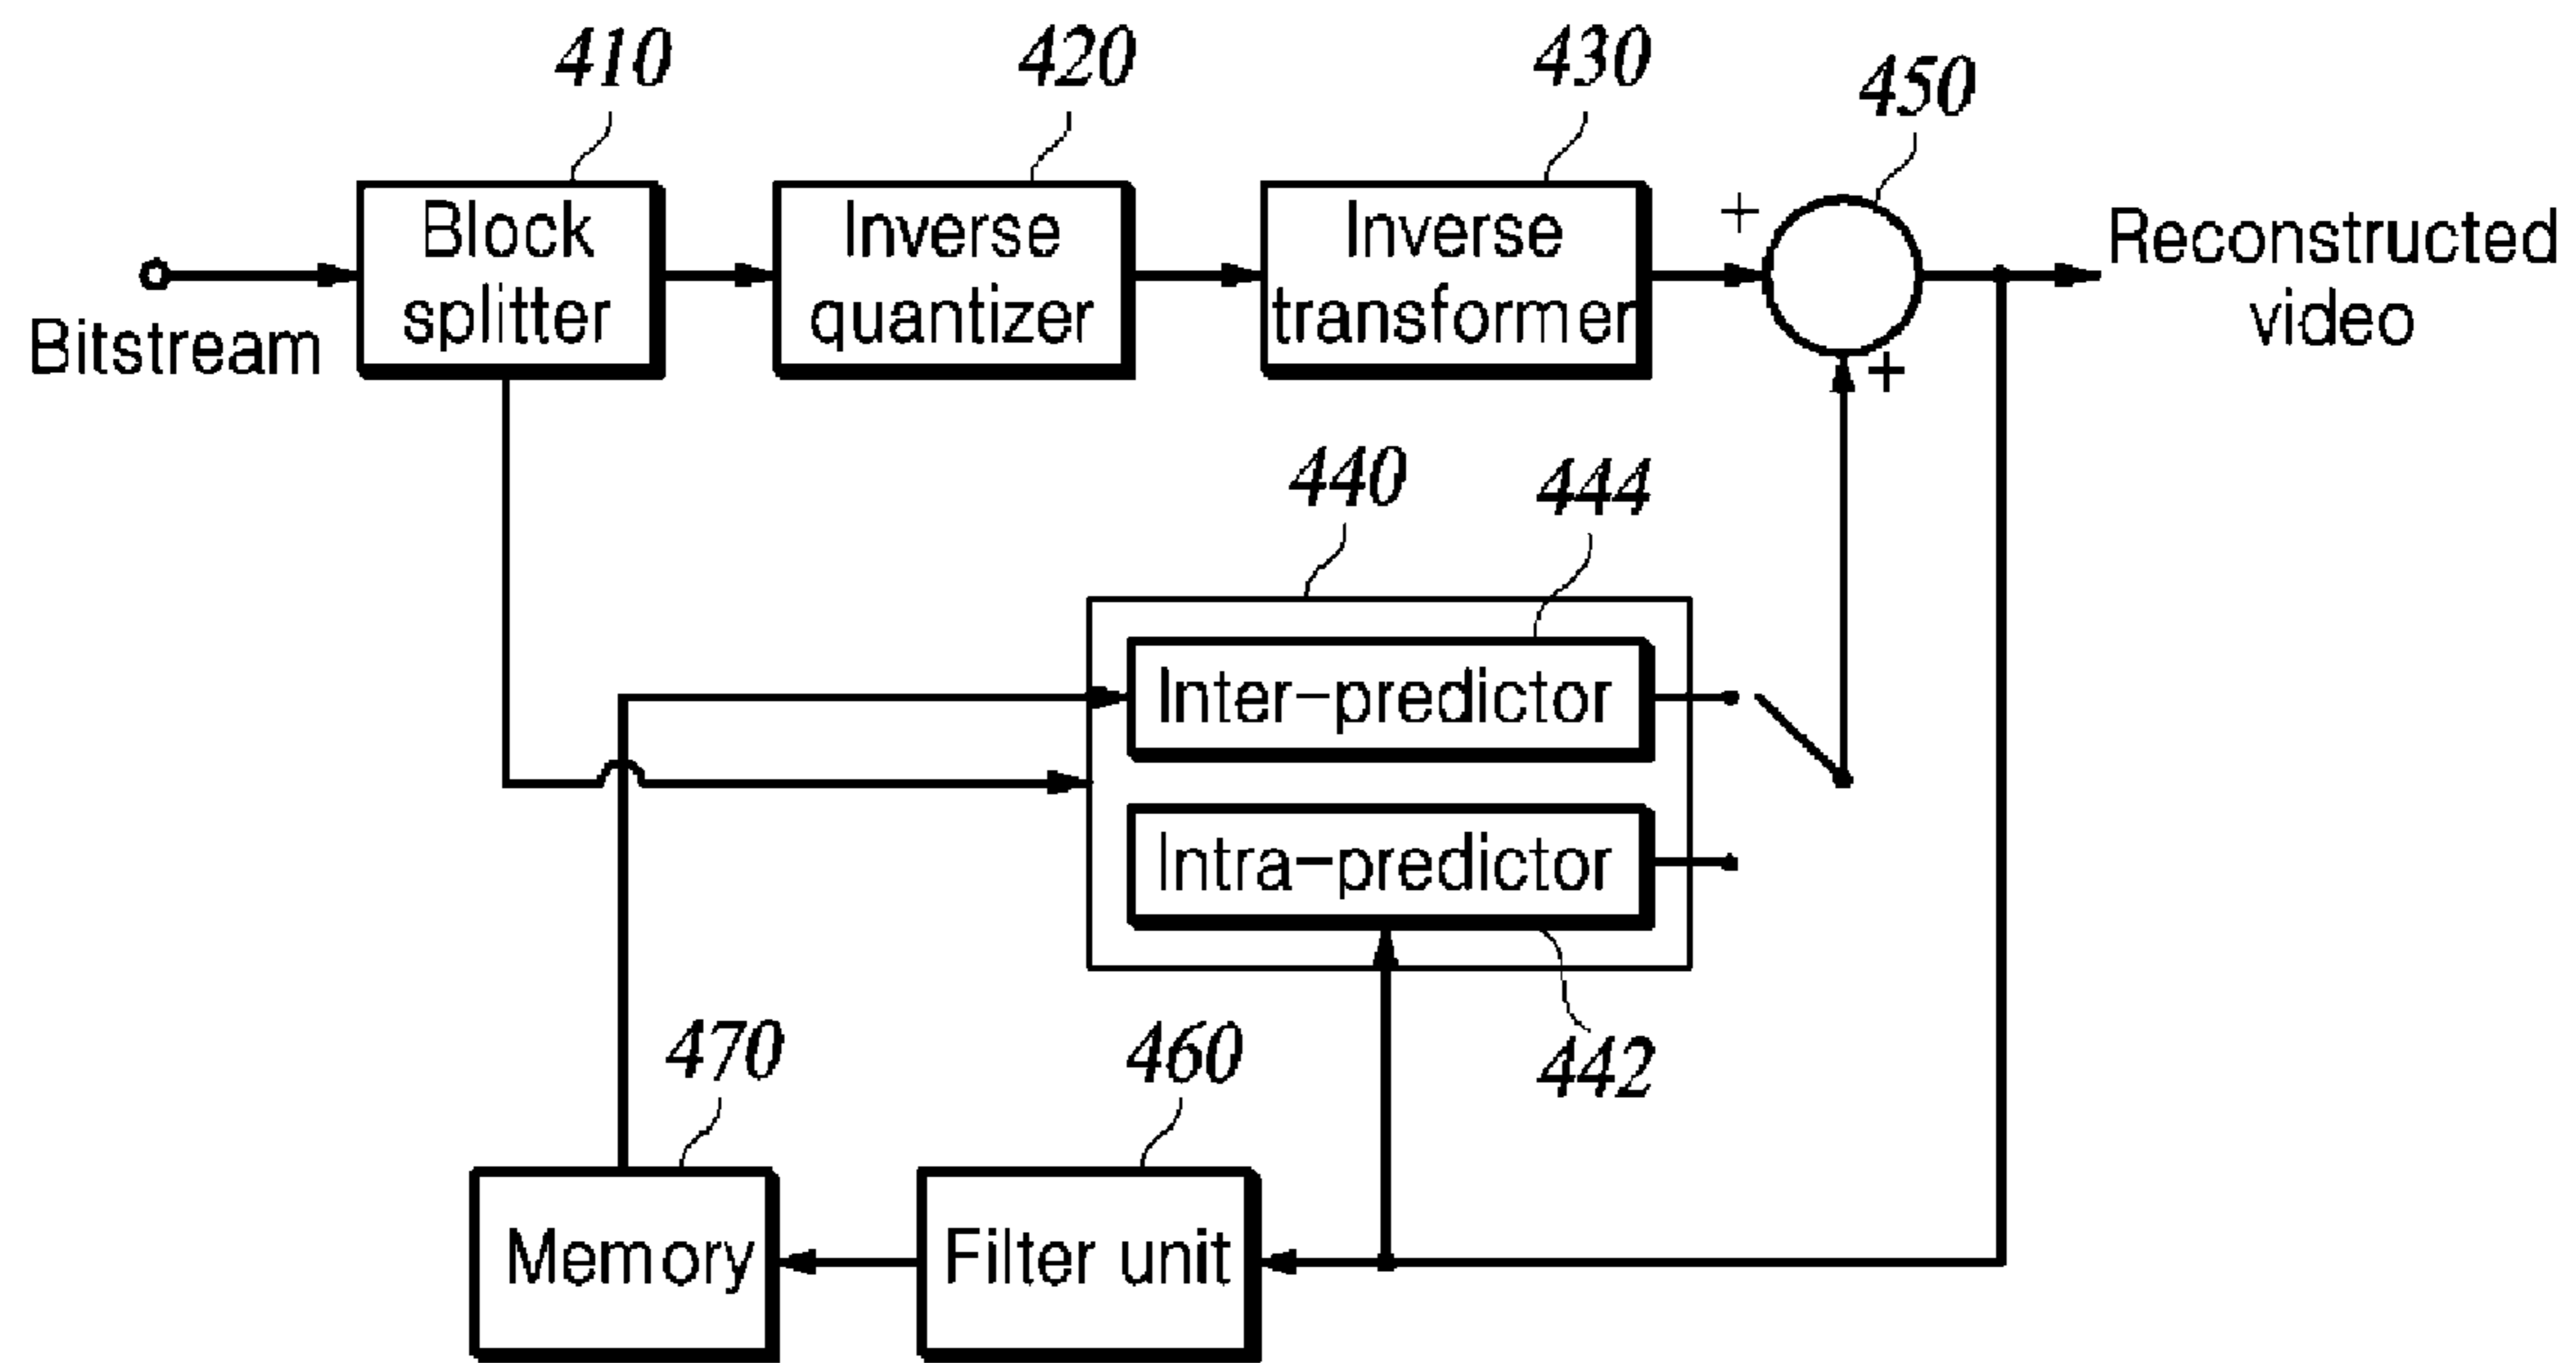 410
420
430
450
Block
splitter
Inverse
quantizer
Inverse
transformer
+
+
Reconstructed
video
Bitstream
440
444
Inter-predictor
Intra-predictor
442
470
460
Memory
Filter unit